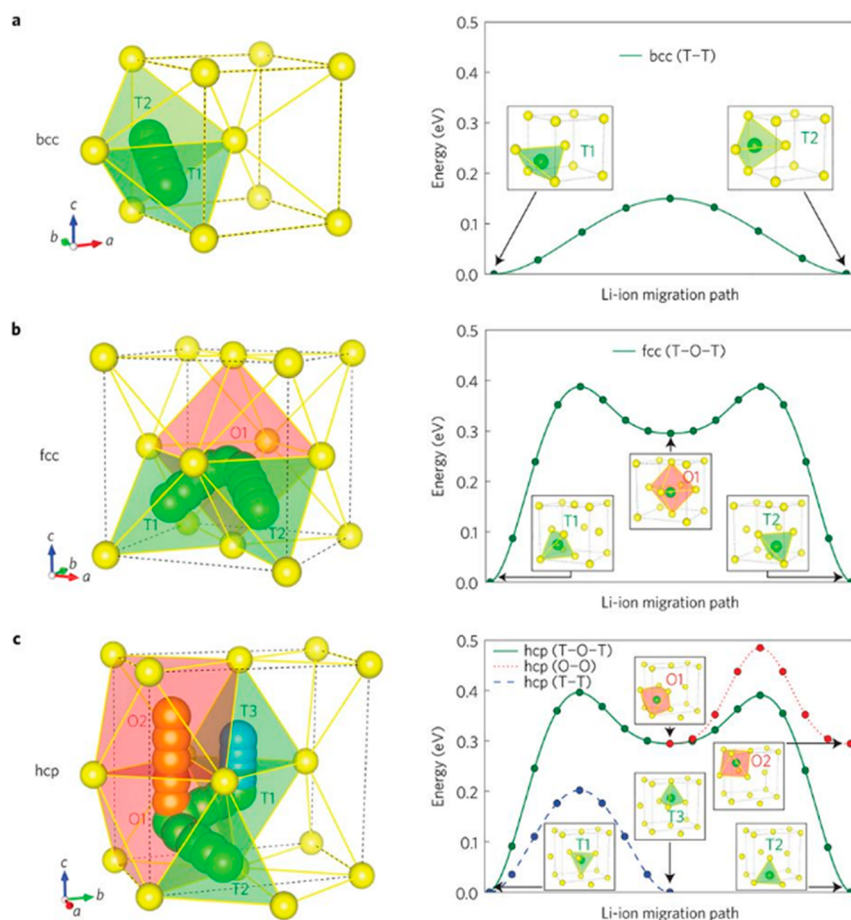 a
bcc
T2
T1
c
b
a
Energy (eV)
0.5
0.4
0.3
0.2
0.1
0.0
bcc (T–T)
T1
T2
Li-ion migration path
b
fcc
O1
T1
T2
c
b
a
Energy (eV)
0.5
0.4
0.3
0.2
0.1
0.0
fcc (T–O–T)
O1
T1
T2
Li-ion migration path
c
hcp
O2
T3
O1
T1
T2
c
b
a
Energy (eV)
0.5
0.4
0.3
0.2
0.1
0.0
hcp (T–O–T)
hcp (O–O)
hcp (T–T)
O1
O2
T3
T1
T2
Li-ion migration path